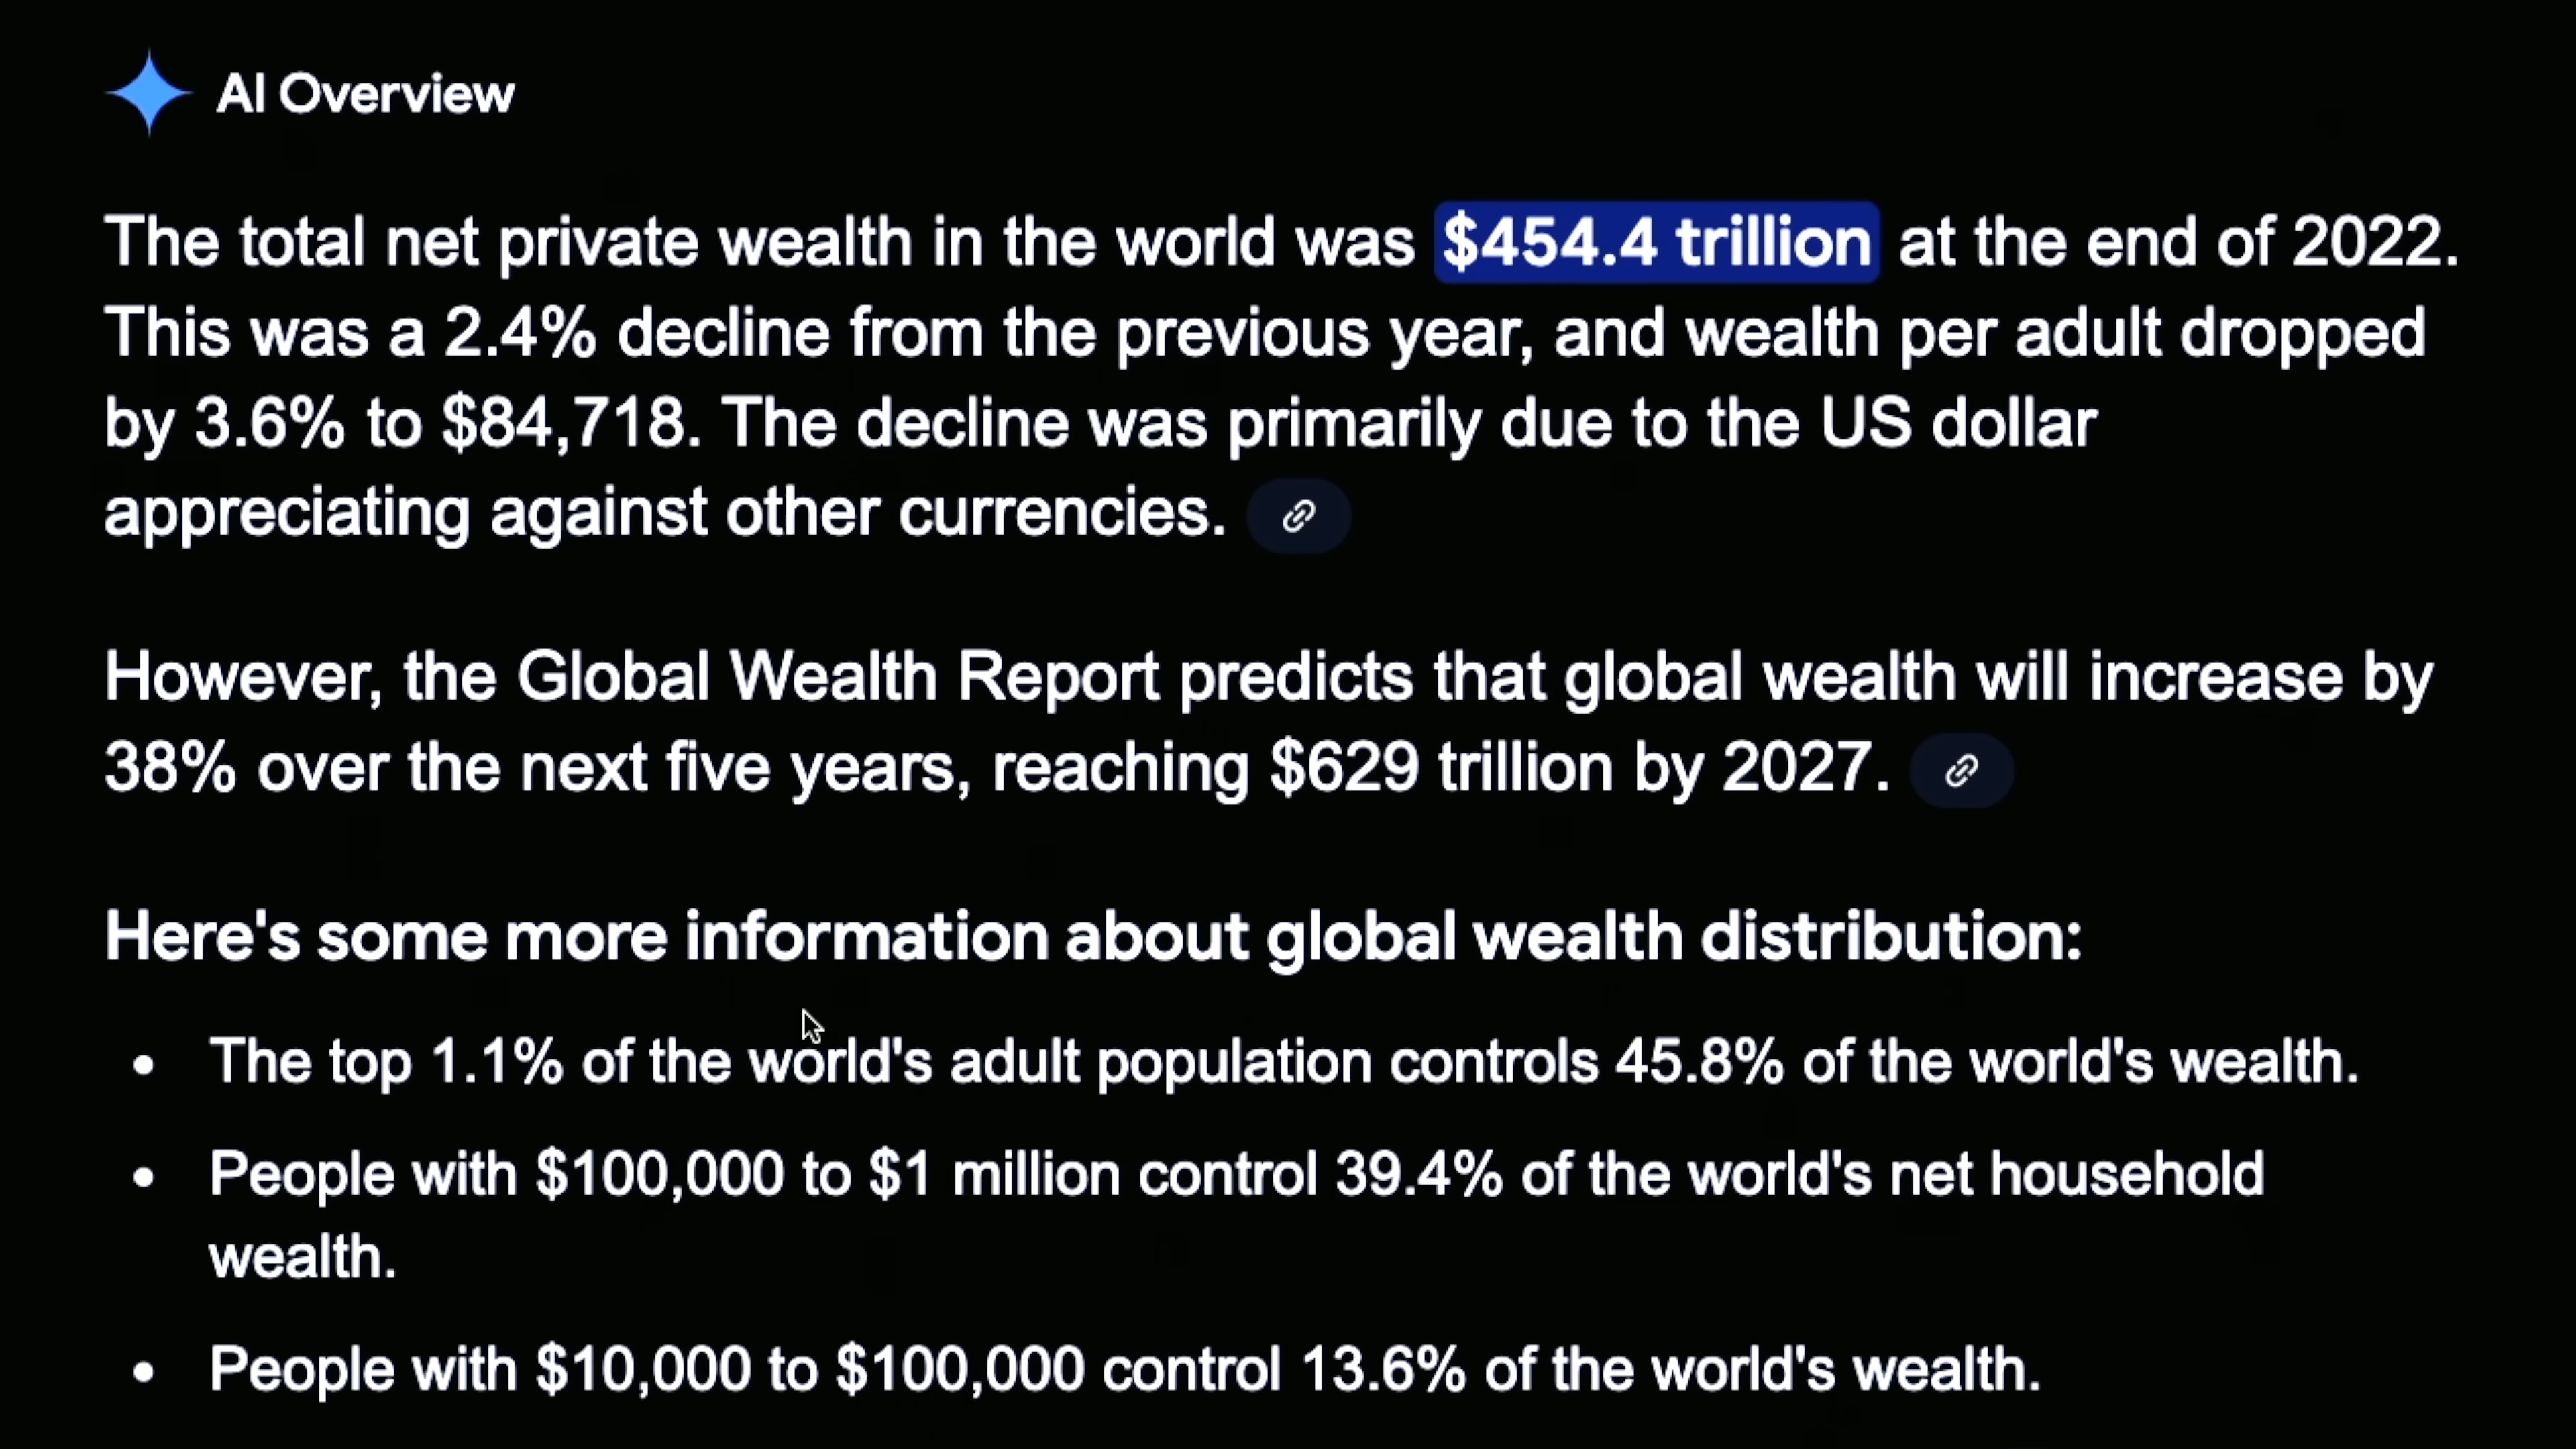 AI Overview
The total net private wealth in the world was $454.4 trillion at the end of 2022.
This was a 2.4% decline from the previous year, and wealth per adult dropped
by 3.6% to $84,718. The decline was primarily due to the US dollar
appreciating against other currencies.
However, the Global Wealth Report predicts that global wealth will increase by
38% over the next five years, reaching $629 trillion by 2027.
Here's some more information about global wealth distribution:
• The top 1.1% of the world's adult population controls 45.8% of the world's wealth.
• People with $100,000 to $1 million control 39.4% of the world's net household
wealth.
• People with $10,000 to $100,000 control 13.6% of the world's wealth.